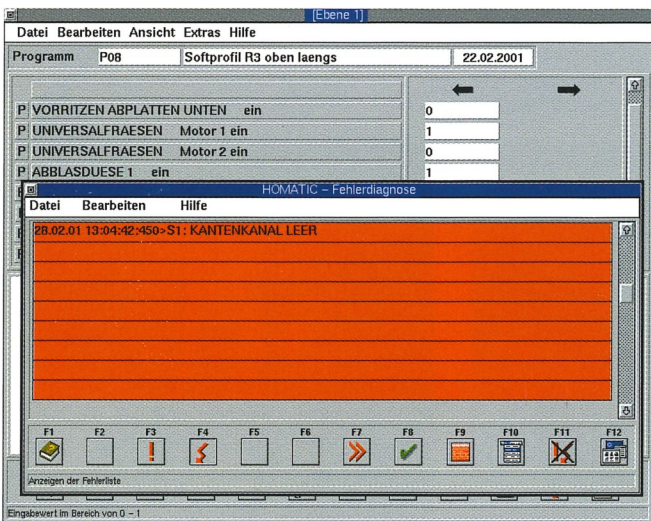 [Ebene 1]
Datei Bearbeiten Ansicht Extras Hilfe
Programm P08 Softprofil R3 oben laengs 22.02.2001
P VORRITZEN ABPLATTEN UNTEN ein 0
P UNIVERSALFRAESEN Motor 1 ein 1
P UNIVERSALFRAESEN Motor 2 ein 0
P ABBLASDUESE 1 ein 1
HOMATIC – Fehlerdiagnose
Datei Bearbeiten Hilfe
28.02.01 13:04:42:450>S1: KANTENKANAL LEER
F1 F2 F3 F4 F5 F6 F7 F8 F9 F10 F11 F12
Anzeigen der Fehlerliste
Eingabewert im Bereich von 0 – 1